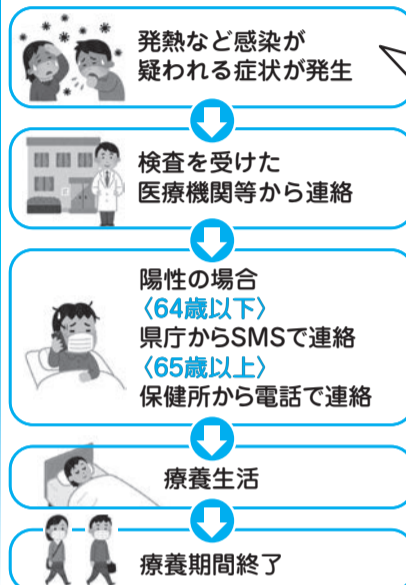 発熱など感染が
疑われる症状が発生
検査を受けた
医療機関等から連絡
陽性の場合
〈64歳以下〉
県庁からSMSで連絡
〈65歳以上〉
保健所から電話で連絡
療養生活
療養期間終了